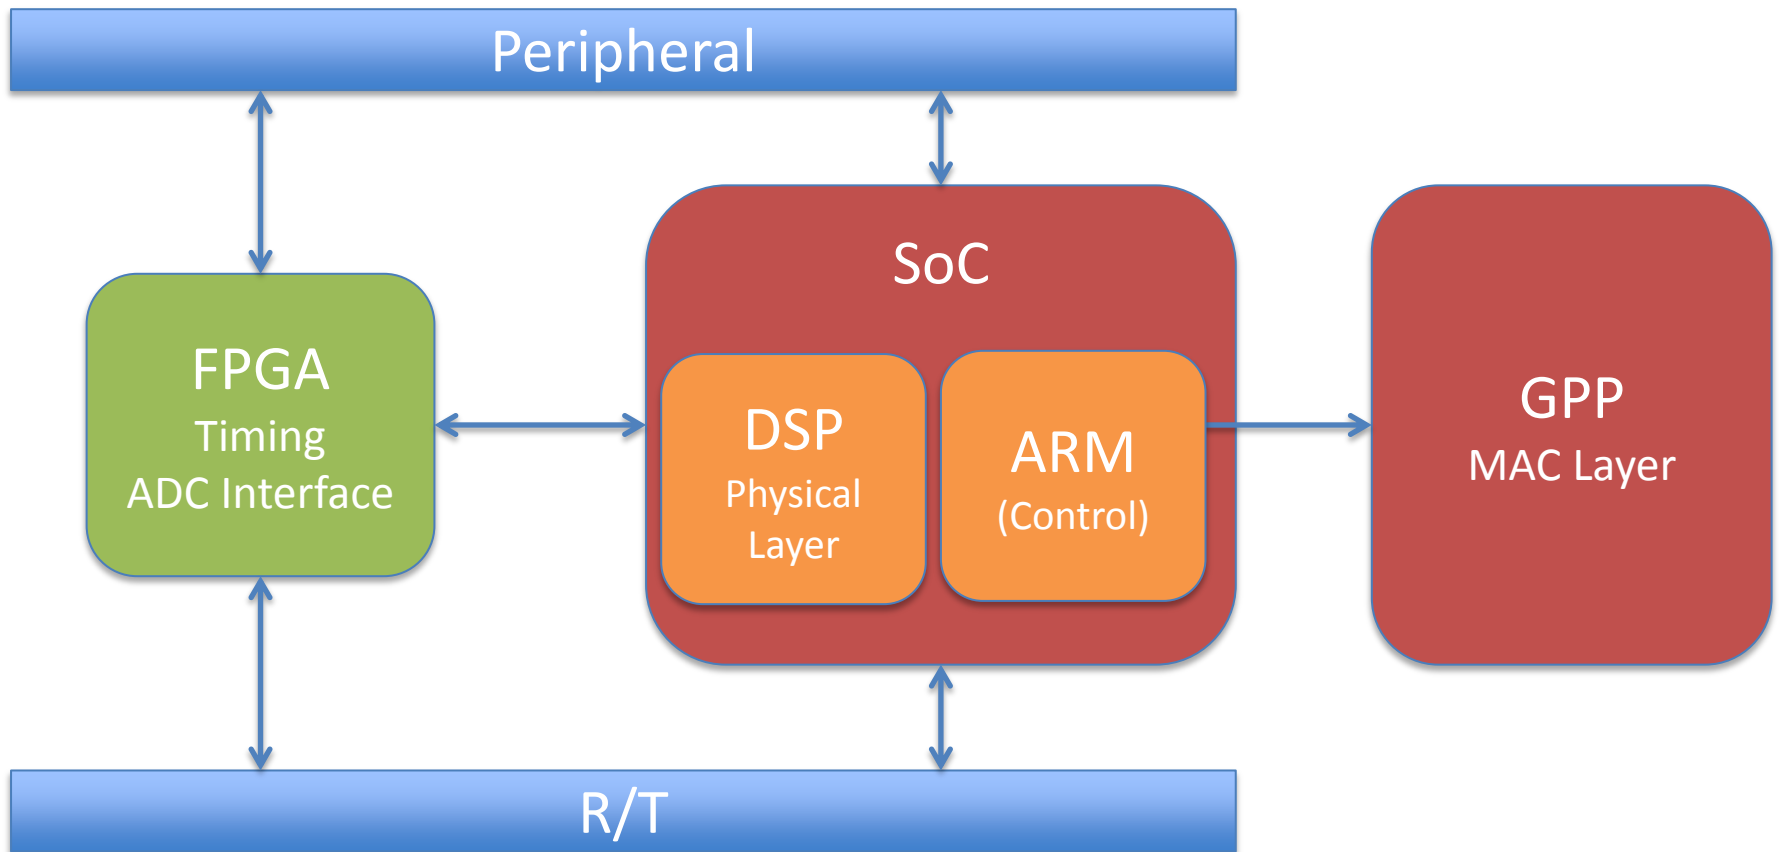 Peripheral
SoC
FPGA
Timing
ADC Interface
DSP
Physical
Layer
ARM
(Control)
GPP
MAC Layer
R/T